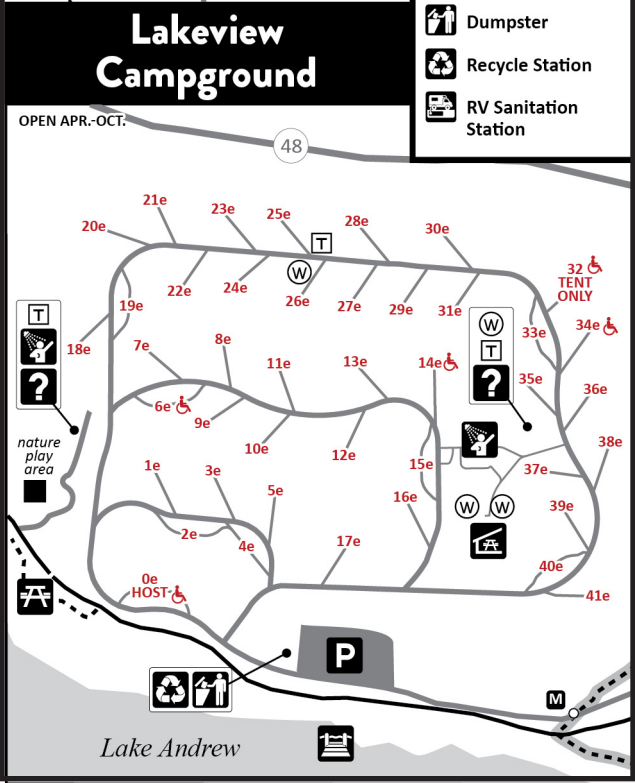 Lakeview
Campground
Dumpster
Recycle Station
RV Sanitation
Station
OPEN APR.-OCT.
48
21e
23e
25e
T
28e
30e
20e
W
32
TENT
ONLY
22e
24e
26e
27e
29e
31e
19e
18e
T
?
7e
8e
11e
13e
14e
W
T
?
33e
34e
35e
36e
6e
9e
10e
12e
nature
play
area
1e
3e
5e
15e
16e
37e
38e
W
W
39e
2e
4e
17e
40e
41e
0e
HOST
P
M
Lake Andrew